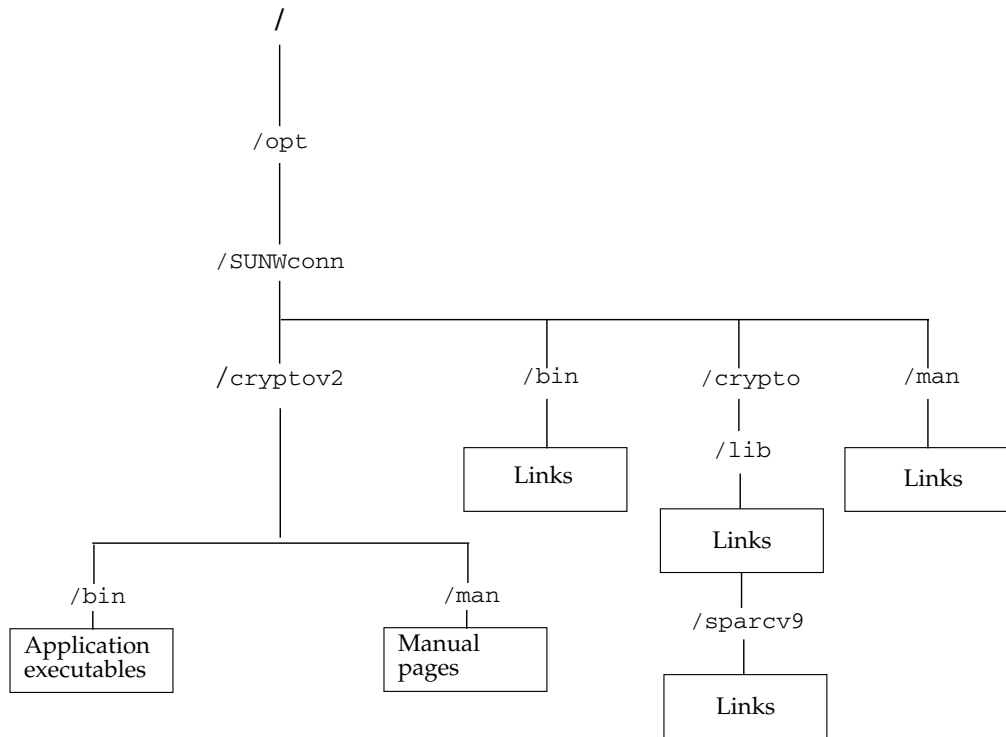 /
/opt
/SUNWconn
/cryptov2
/bin
/crypto
/man
/lib
Links
Links
Links
/bin
/man
/sparcv9
Application
executables
Manual
pages
Links